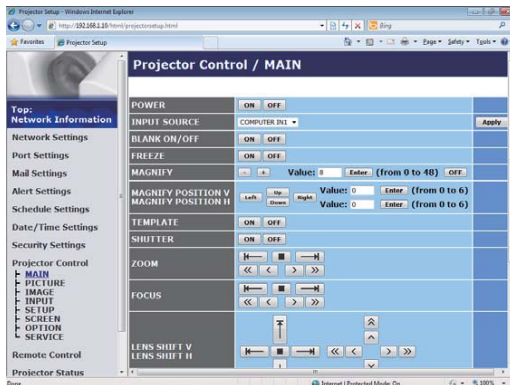 Projector Setup - Windows Internet Explorer
http://192.168.1.10/html/projectorsetup.html
Bing
Favorites Projector Setup Page Safety Tools
Projector Control / MAIN
Top:
Network Information
Network Settings
Port Settings
Mail Settings
Alert Settings
Schedule Settings
Date/Time Settings
Security Settings
Projector Control
MAIN
PICTURE
IMAGE
INPUT
SETUP
SCREEN
OPTION
SERVICE
Remote Control
Projector Status
POWER ON OFF
INPUT SOURCE COMPUTER IN1 Apply
BLANK ON/OFF ON OFF
FREEZE ON OFF
MAGNIFY - + Value: 8 Enter (from 0 to 48) OFF
MAGNIFY POSITION V Left Up Right Value: 0 Enter (from 0 to 6)
MAGNIFY POSITION H Down Value: 0 Enter (from 0 to 6)
TEMPLATE ON OFF
SHUTTER ON OFF
ZOOM
FOCUS
LENS SHIFT V
LENS SHIFT H
Done Internet | Protected Mode: On 100%